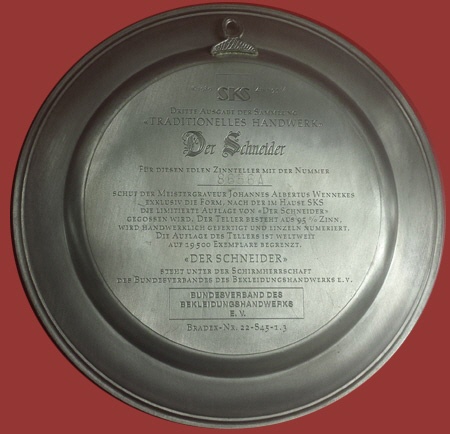 SKS
DRITTE AUSGABE DER SAMMLUNG
«TRADITIONELLES HANDWERK»
Der Schneider
FÜR DIESEN EDLEN ZINNTELLER MIT DER NUMMER
SCHUF DER MEISTERGRAVEUR JOHANNES ALBERTUS WENNEKES
EXKLUSIV DIE FORM, NACH DER IM HAUSE SKS
DIE LIMITIERTE AUFLAGE VON «DER SCHNEIDER»
GEGOSSEN WIRD. DER TELLER BESTEHT AUS 95 % ZINN,
WIRD HANDWERKLICH GEFERTIGT UND EINZELN NUMERIERT.
DIE AUFLAGE DES TELLERS IST WELTWEIT
AUF 19500 EXEMPLARE BEGRENZT.
«DER SCHNEIDER»
STEHT UNTER DER SCHIRMHERRSCHAFT
DES BUNDESVERBANDES DES BEKLEIDUNGSHANDWERKS E.V.
BUNDESVERBAND DES
BEKLEIDUNGSHANDWERKS
E. V.
BRADEX-NR. 22-S45-1.3